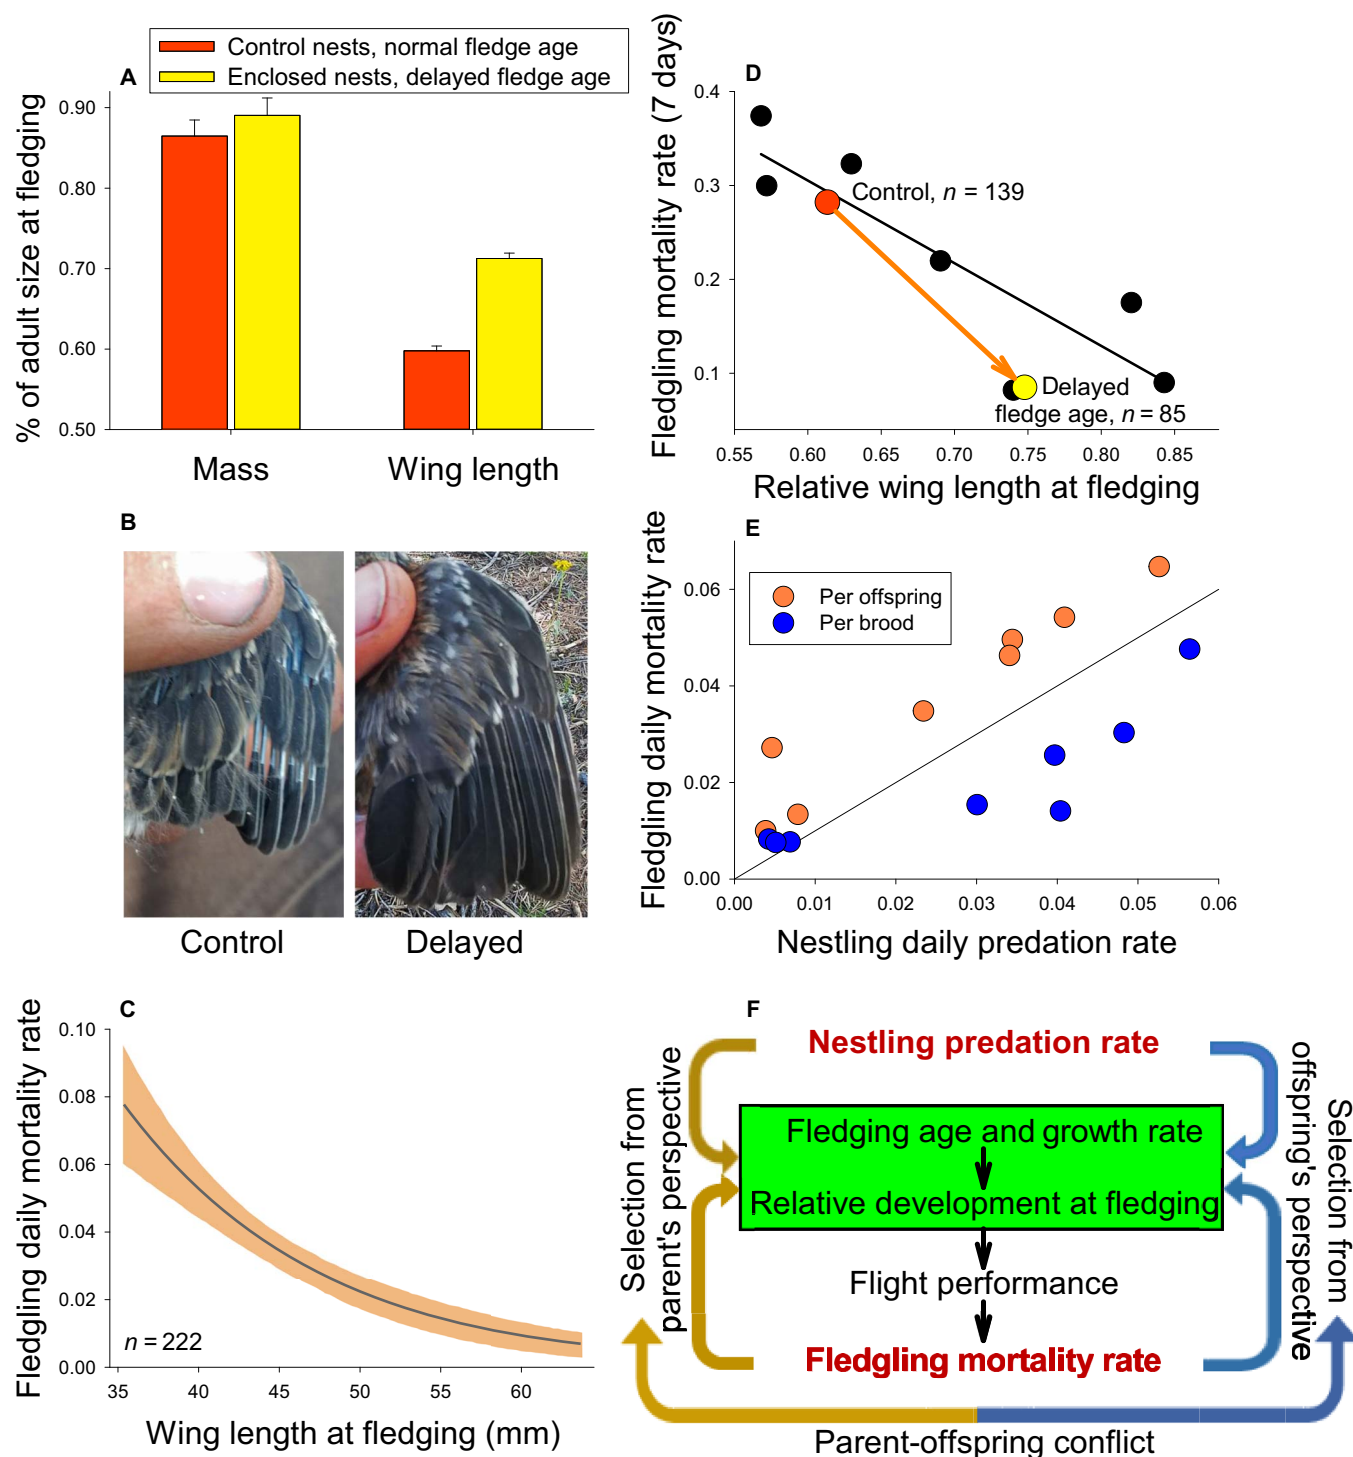 Control nests, normal fledge age
Enclosed nests, delayed fledge age
A
% of adult size at fledging
0.90
0.80
0.70
0.60
0.50
Mass
Wing length
B
Control
Delayed
C
Fledgling daily mortality rate
0.10
0.08
0.06
0.04
0.02
0.00
n = 222
35
40
45
50
55
60
Wing length at fledging (mm)
D
Fledgling mortality rate (7 days)
0.4
0.3
0.2
0.1
Control, n = 139
Delayed
fledge age, n = 85
0.55
0.60
0.65
0.70
0.75
0.80
0.85
Relative wing length at fledging
E
Fledgling daily mortality rate
0.06
0.04
0.02
0.00
Per offspring
Per brood
0.00
0.01
0.02
0.03
0.04
0.05
0.06
Nestling daily predation rate
F
Selection from
parent's perspective
Nestling predation rate
Fledging age and growth rate
Relative development at fledging
Flight performance
Fledgling mortality rate
Selection from
offspring's perspective
Parent-offspring conflict